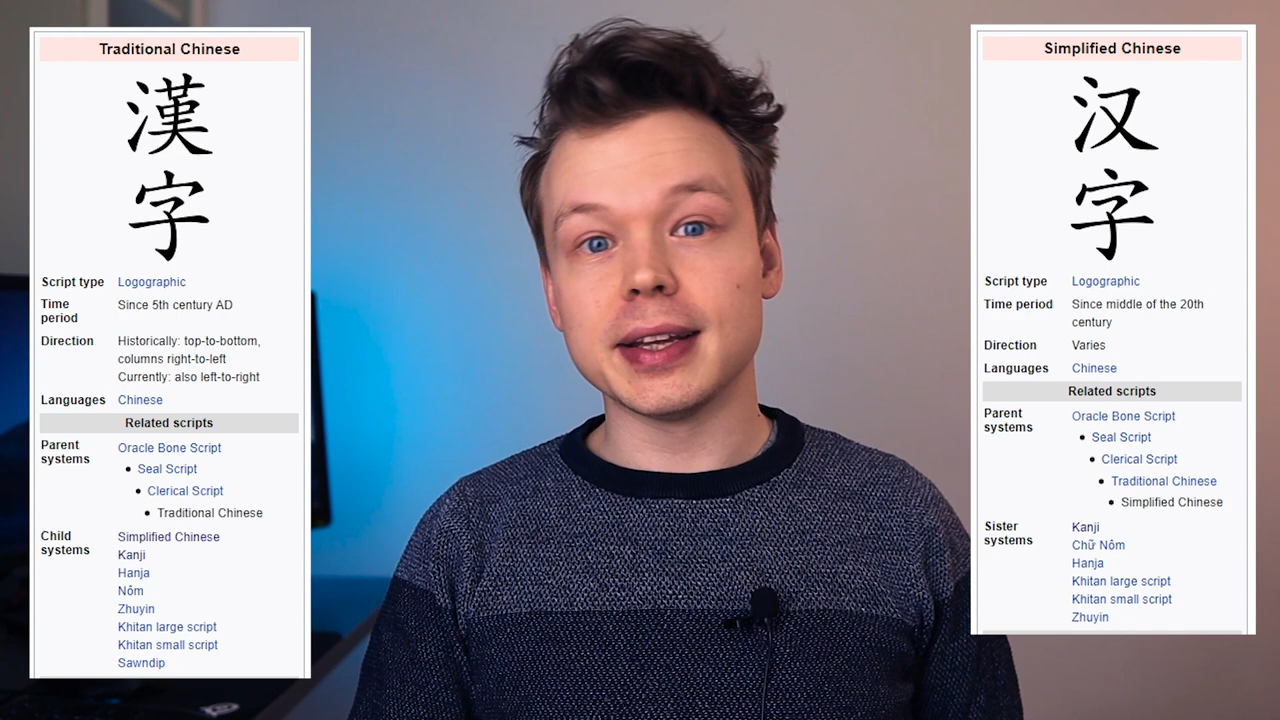 Traditional Chinese
漢
字
Script type Logographic
Time period Since 5th century AD
Direction Historically: top-to-bottom,
columns right-to-left
Currently: also left-to-right
Languages Chinese
Related scripts
Parent systems Oracle Bone Script
• Seal Script
• Clerical Script
• Traditional Chinese
Child systems Simplified Chinese
Kanji
Hanja
Nôm
Zhuyin
Khitan large script
Khitan small script
Sawndip
Simplified Chinese
汉
字
Script type Logographic
Time period Since middle of the 20th
century
Direction Varies
Languages Chinese
Related scripts
Parent systems Oracle Bone Script
• Seal Script
• Clerical Script
• Traditional Chinese
• Simplified Chinese
Sister systems Kanji
Chữ Nôm
Hanja
Khitan large script
Khitan small script
Zhuyin